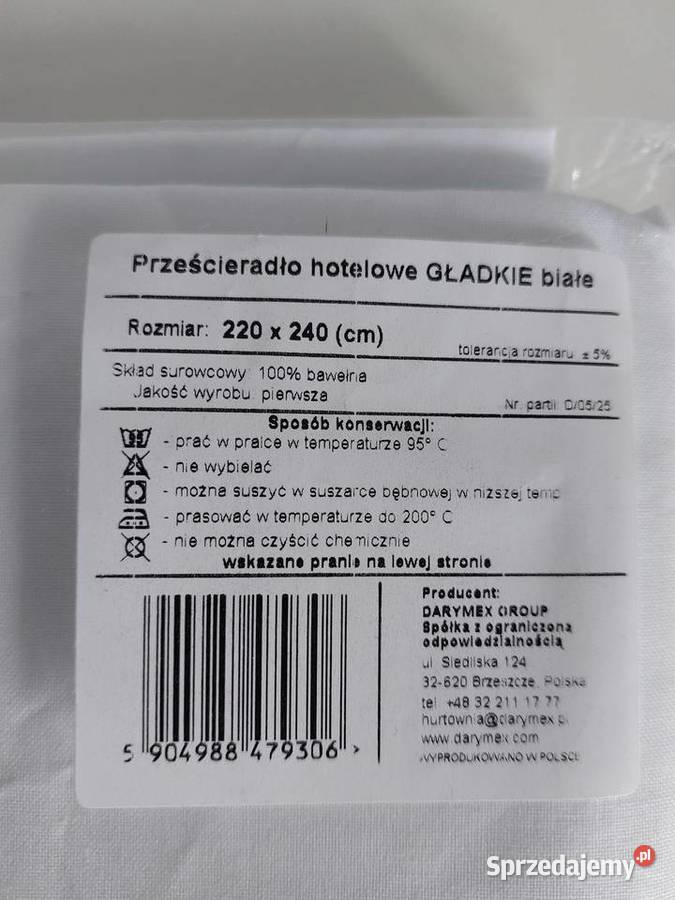 Prześcieradło hotelowe GŁADKIE białe
Rozmiar: 220 x 240 (cm)
tolerancja rozmiaru ± 5%
Skład surowcowy 100% bawełna
Jakość wyrobu pierwsza
Nr. partii D/05/25
Sposób konserwacji:
- prać w pralce w temperaturze 95° C
- nie wybielać
- można suszyć w suszarce bębnowej w niższej temp
- prasować w temperaturze do 200° C
- nie można czyścić chemicznie
wskazane pranie na lewej stronie
Producent:
DARYMEX GROUP
Spółka z ograniczoną
odpowiedzialnością
ul Siedliska 124
32-620 Brzeszcze, Polska
tel +48 32 211 17 77
hurtownia@darymex.pl
www.darymex.com
WYPRODUKOWANO W POLSCE
5 904988 479306 >
Sprzedajemy.pl